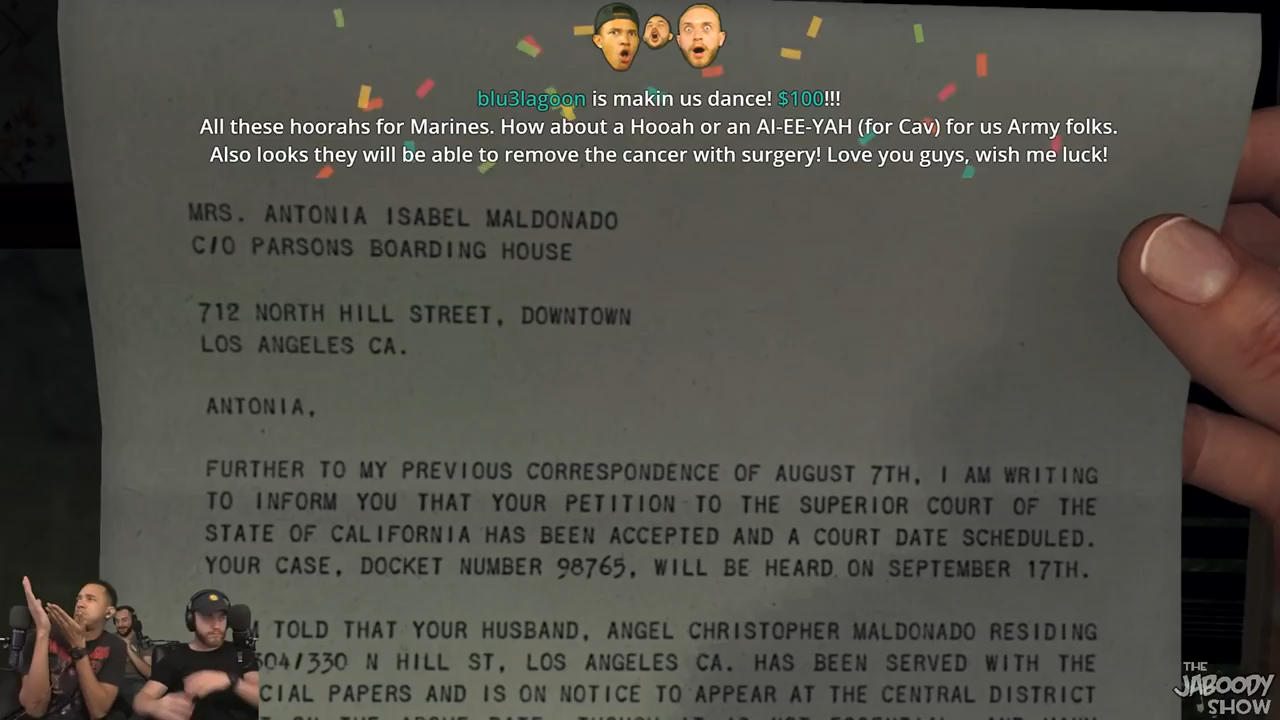 blu3lagoon is makin us dance! $100!!!
All these hoorahs for Marines. How about a Hooah or an AI-EE-YAH (for Cav) for us Army folks.
Also looks they will be able to remove the cancer with surgery! Love you guys, wish me luck!
MRS. ANTONIA ISABEL MALDONADO
C/O PARSONS BOARDING HOUSE
712 NORTH HILL STREET, DOWNTOWN
LOS ANGELES CA.
ANTONIA,
FURTHER TO MY PREVIOUS CORRESPONDENCE OF AUGUST 7TH, I AM WRITING
TO INFORM YOU THAT YOUR PETITION TO THE SUPERIOR COURT OF THE
STATE OF CALIFORNIA HAS BEEN ACCEPTED AND A COURT DATE SCHEDULED.
YOUR CASE, DOCKET NUMBER 98765, WILL BE HEARD ON SEPTEMBER 17TH.
TOLD THAT YOUR HUSBAND, ANGEL CHRISTOPHER MALDONADO RESIDING
304/330 N HILL ST, LOS ANGELES CA. HAS BEEN SERVED WITH THE
CIAL PAPERS AND IS ON NOTICE TO APPEAR AT THE CENTRAL DISTRICT
THE
JABOODY
SHOW